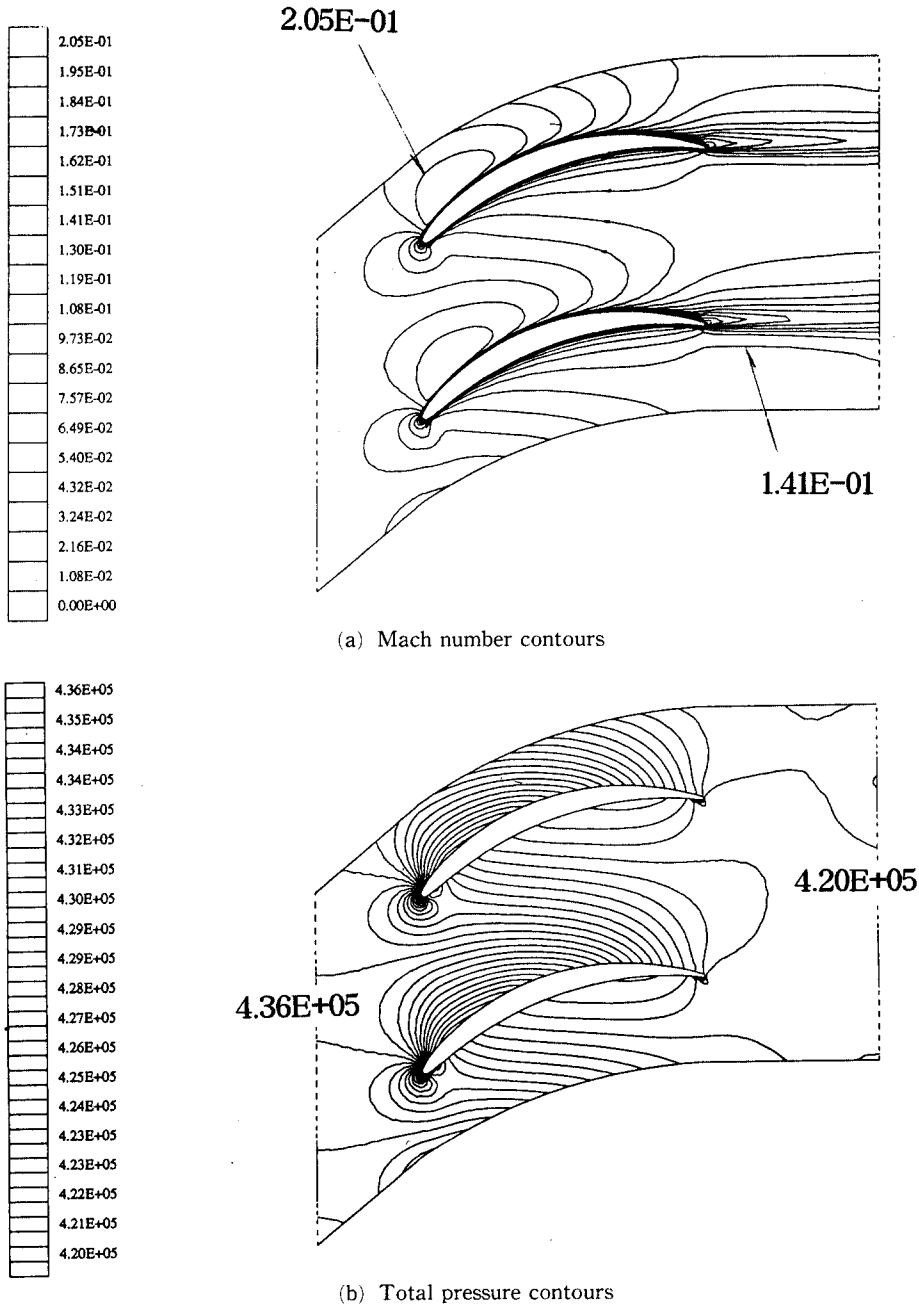 2.05E-01
2.05E-01
1.95E-01
1.84E-01
1.73E-01
1.62E-01
1.51E-01
1.41E-01
1.30E-01
1.19E-01
1.08E-01
9.73E-02
8.65E-02
7.57E-02
6.49E-02
5.40E-02
4.32E-02
3.24E-02
2.16E-02
1.08E-02
0.00E+00
1.41E-01
(a) Mach number contours
4.36E+05
4.35E+05
4.34E+05
4.34E+05
4.33E+05
4.32E+05
4.31E+05
4.30E+05
4.29E+05
4.29E+05
4.28E+05
4.27E+05
4.26E+05
4.25E+05
4.24E+05
4.23E+05
4.23E+05
4.22E+05
4.21E+05
4.20E+05
4.20E+05
4.36E+05
(b) Total pressure contours